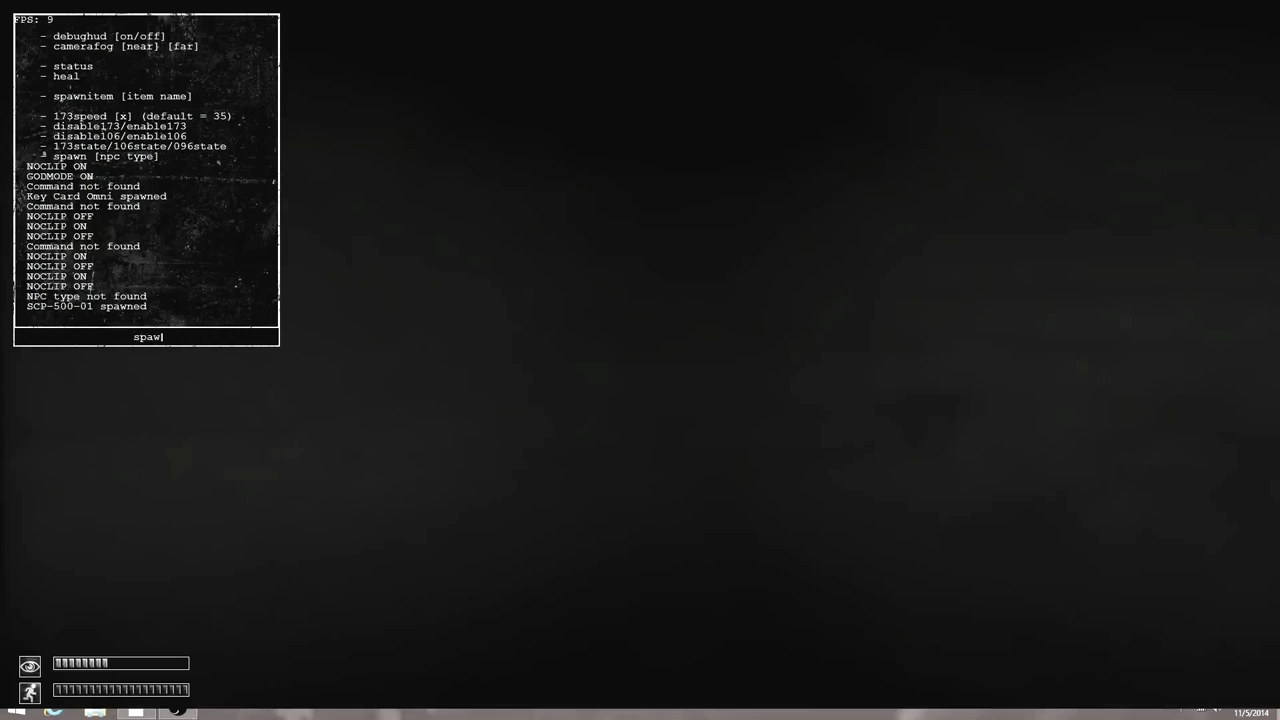 FPS: 9
- debughud [on/off]
- camerafog [near] [far]
- status
- heal
- spawnitem [item name]
- 173speed [x] (default = 35)
- disable173/enable173
- disable106/enable106
- 173state/106state/096state
- spawn [npc type]
NOCLIP ON
GODMODE ON
Command not found
Key Card Omni spawned
Command not found
NOCLIP OFF
NOCLIP ON
NOCLIP OFF
Command not found
NOCLIP ON
NOCLIP OFF
NOCLIP ON
NOCLIP OFF
NPC type not found
SCP-500-01 spawned
spaw
11/5/2014